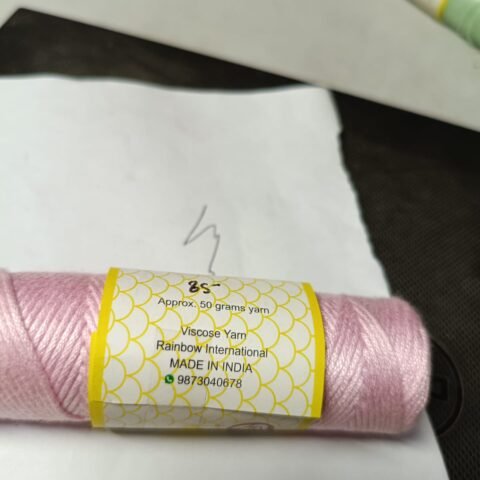 85-
Approx. 50 grams yarn
Viscose Yarn
Rainbow International
MADE IN INDIA
9873040678